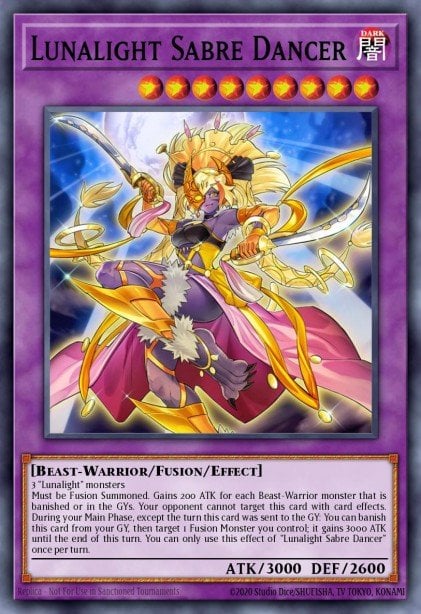 LUNALIGHT SABRE DANCER
DARK
闇
[BEAST-WARRIOR/FUSION/EFFECT]
3 "Lunalight" monsters
Must be Fusion Summoned. Gains 200 ATK for each Beast-Warrior monster that is
banished or in the GYs. Your opponent cannot target this card with card effects.
During your Main Phase, except the turn this card was sent to the GY: You can banish
this card from your GY, then target 1 Fusion Monster you control; it gains 3000 ATK
until the end of this turn. You can only use this effect of "Lunalight Sabre Dancer"
once per turn.
ATK/3000 DEF/2600
Replica - Not For Use in Sanctioned Tournaments
©2020 Studio Dice/SHUEISHA, TV TOKYO, KONAMI